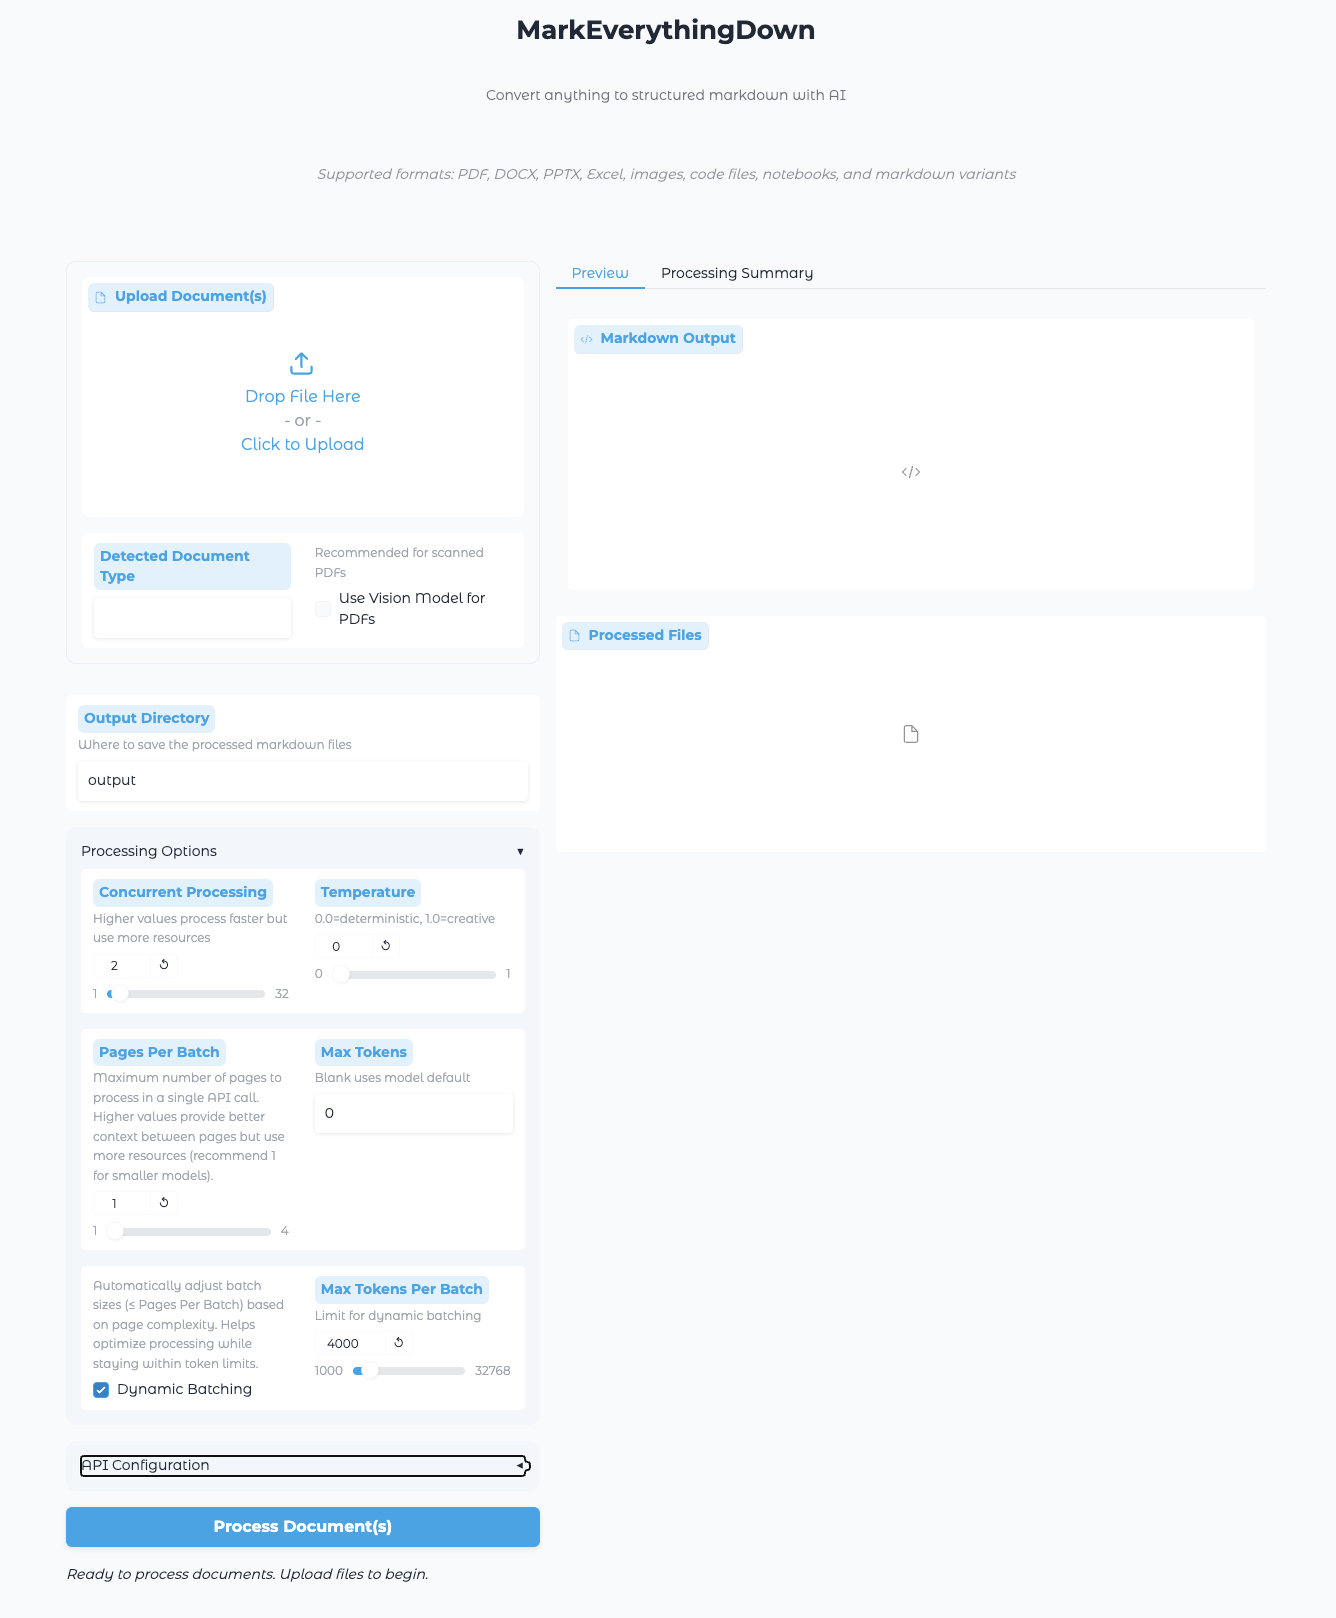 MarkEverythingDown
Convert anything to structured markdown with AI
Supported formats: PDF, DOCX, PPTX, Excel, images, code files, notebooks, and markdown variants
Upload Document(s)
Drop File Here
- or -
Click to Upload
Detected Document
Type
Recommended for scanned
PDFs
Use Vision Model for
PDFs
Output Directory
Where to save the processed markdown files
output
Processing Options
▼
Concurrent Processing
Higher values process faster but
use more resources
2
1
32
Temperature
0.0=deterministic, 1.0=creative
0
0
1
Pages Per Batch
Maximum number of pages to
process in a single API call.
Higher values provide better
context between pages but use
more resources (recommend 1
for smaller models).
1
1
4
Max Tokens
Blank uses model default
0
Automatically adjust batch
sizes (≤ Pages Per Batch) based
on page complexity. Helps
optimize processing while
staying within token limits.
Dynamic Batching
Max Tokens Per Batch
Limit for dynamic batching
4000
1000
32768
API Configuration
Process Document(s)
Ready to process documents. Upload files to begin.
Preview
Processing Summary
</> Markdown Output
</>
Processed Files